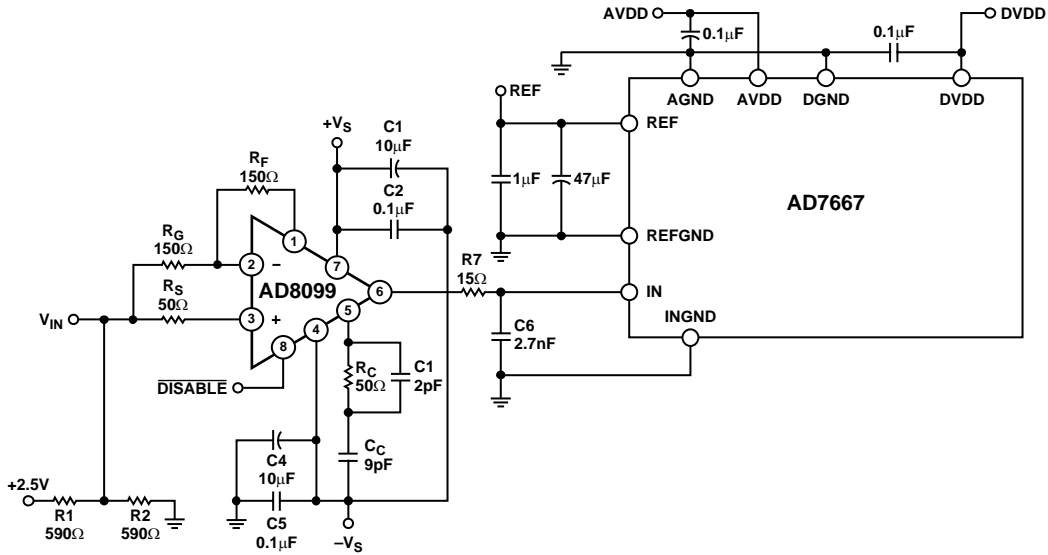 AVDD
DVDD
0.1µF
0.1µF
AGND
AVDD
DGND
DVDD
REF
REF
1µF
47µF
AD7667
REFGND
+VS
C1
10µF
C2
0.1µF
RF
150Ω
RG
150Ω
RS
50Ω
1
2
–
7
AD8099
6
R7
15Ω
IN
INGND
VIN
3
+
5
4
8
C6
2.7nF
DISABLE
RC
50Ω
C1
2pF
CC
9pF
C4
10µF
C5
0.1µF
–VS
+2.5V
R1
590Ω
R2
590Ω